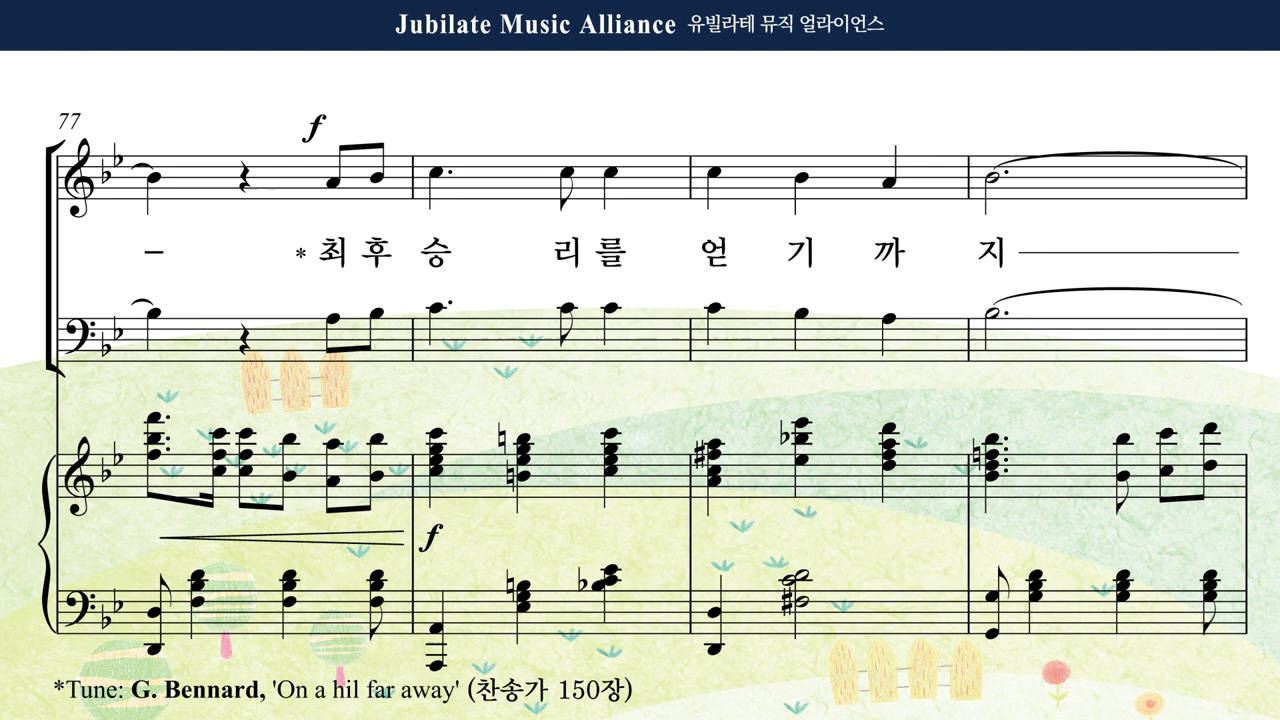 Jubilate Music Alliance 유빌라테 뮤직 얼라이언스
77
f
– *최 후 승 리 를 얻 기 까 지
f
*Tune: G. Bennard, 'On a hil far away' (찬송가 150장)